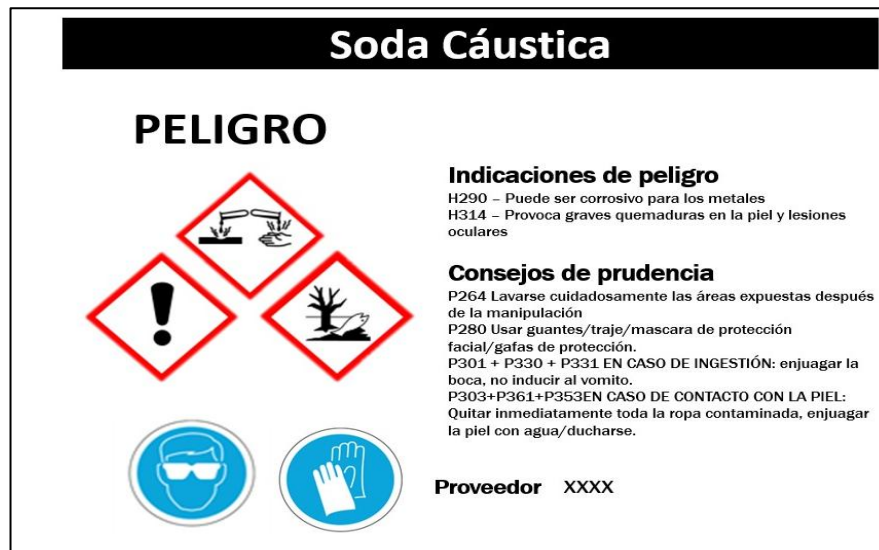 Soda Cáustica
PELIGRO
Indicaciones de peligro
H290 – Puede ser corrosivo para los metales
H314 – Provoca graves quemaduras en la piel y lesiones
oculares
Consejos de prudencia
P264 Lavarse cuidadosamente las áreas expuestas después
de la manipulación
P280 Usar guantes/traje/mascara de protección
facial/gafas de protección.
P301 + P330 + P331 EN CASO DE INGESTIÓN: enjuagar la
boca, no inducir al vomito.
P303+P361+P353EN CASO DE CONTACTO CON LA PIEL:
Quitar inmediatamente toda la ropa contaminada, enjuagar
la piel con agua/ducharse.
Proveedor XXXX